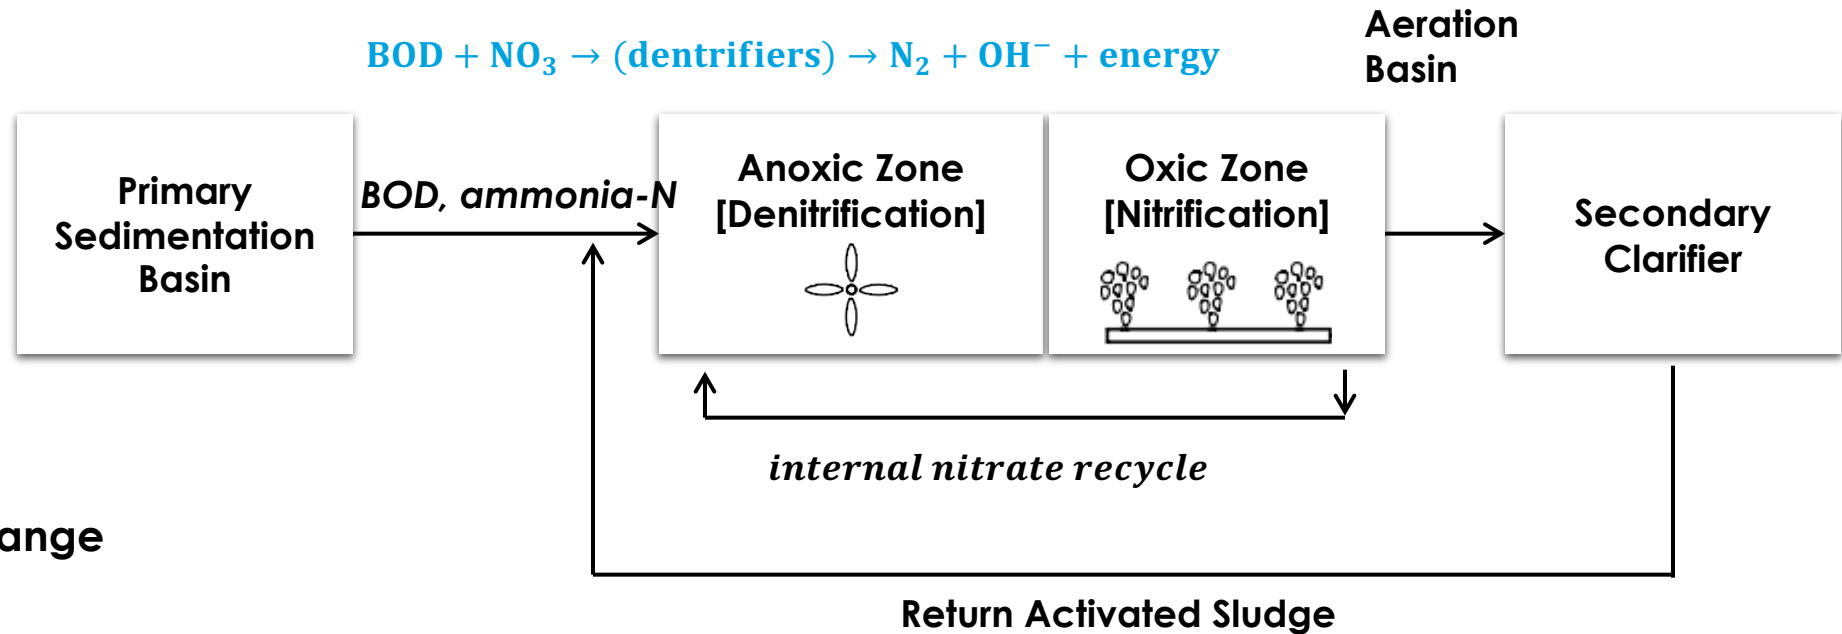 Aeration
Basin
BOD + NO₃ → (dentrifiers) → N₂ + OH⁻ + energy
Primary
Sedimentation
Basin
BOD, ammonia-N
Anoxic Zone
[Denitrification]
Oxic Zone
[Nitrification]
Secondary
Clarifier
internal nitrate recycle
ange
Return Activated Sludge